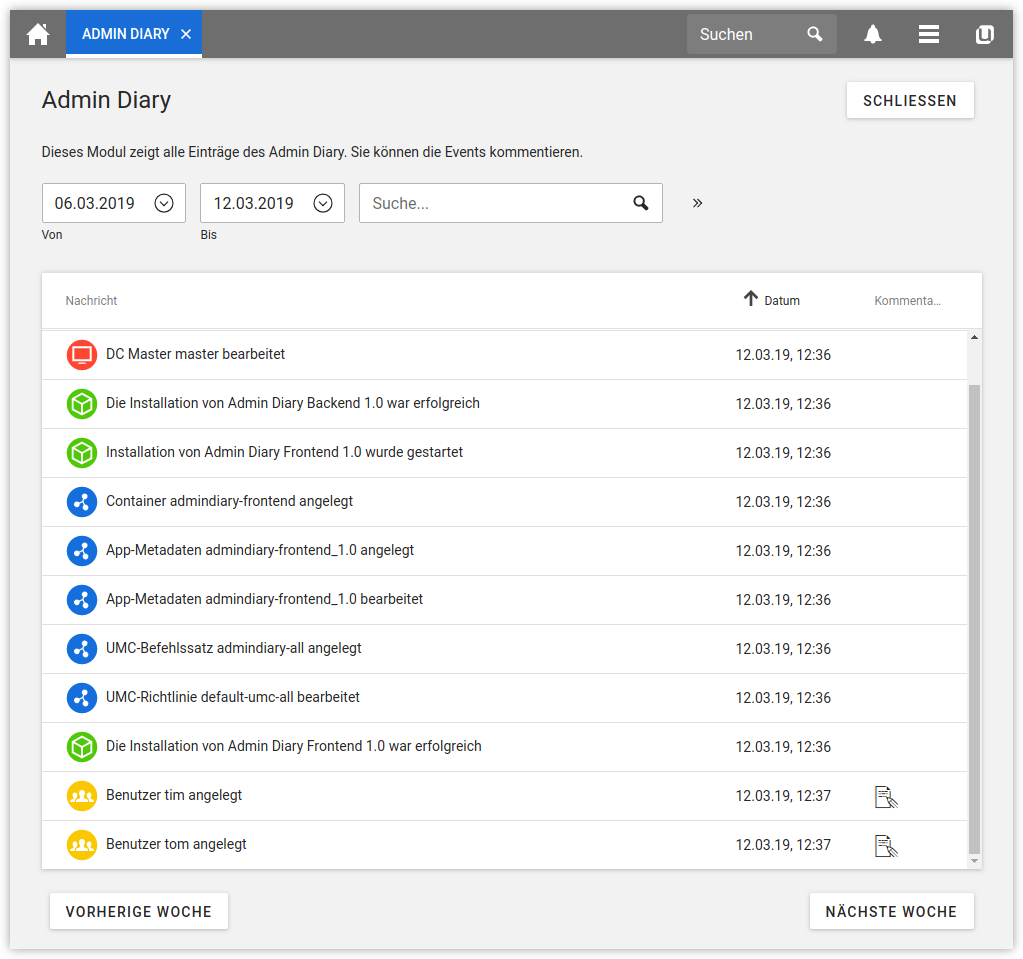 ADMIN DIARY
Suchen
Admin Diary
SCHLIESSEN
Dieses Modul zeigt alle Einträge des Admin Diary. Sie können die Events kommentieren.
06.03.2019 12.03.2019 Suche... »
Von Bis
Nachricht Datum Kommenta...
DC Master master bearbeitet 12.03.19, 12:36
Die Installation von Admin Diary Backend 1.0 war erfolgreich 12.03.19, 12:36
Installation von Admin Diary Frontend 1.0 wurde gestartet 12.03.19, 12:36
Container admindiary-frontend angelegt 12.03.19, 12:36
App-Metadaten admindiary-frontend_1.0 angelegt 12.03.19, 12:36
App-Metadaten admindiary-frontend_1.0 bearbeitet 12.03.19, 12:36
UMC-Befehlssatz admindiary-all angelegt 12.03.19, 12:36
UMC-Richtlinie default-umc-all bearbeitet 12.03.19, 12:36
Die Installation von Admin Diary Frontend 1.0 war erfolgreich 12.03.19, 12:36
Benutzer tim angelegt 12.03.19, 12:37
Benutzer tom angelegt 12.03.19, 12:37
VORHERIGE WOCHE NÄCHSTE WOCHE